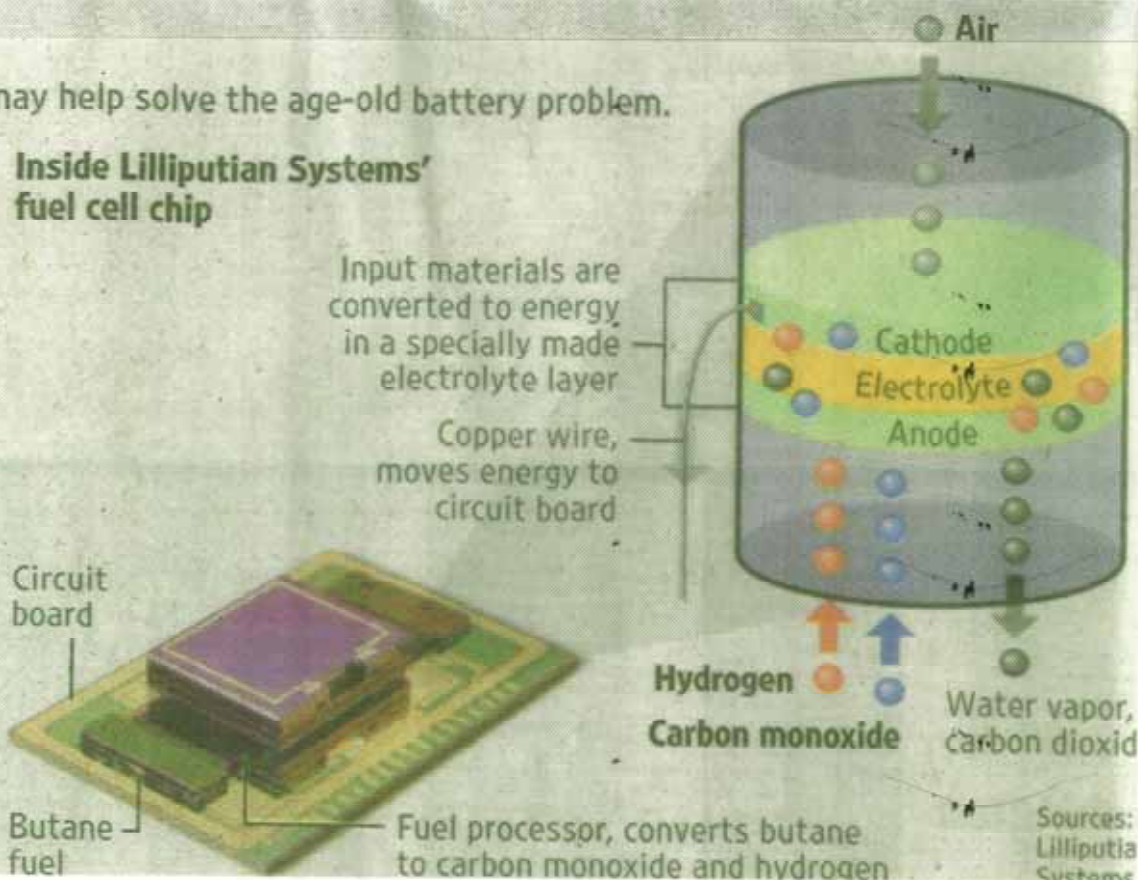 Air
may help solve the age-old battery problem.
Inside Lilliputian Systems'
fuel cell chip
Input materials are
converted to energy
in a specially made
electrolyte layer
Cathode
Electrolyte
Anode
Copper wire,
moves energy to
circuit board
Circuit
board
Hydrogen
Carbon monoxide
Water vapor,
carbon dioxid
Butane
fuel
Fuel processor, converts butane
to carbon monoxide and hydrogen
Sources:
Lilliputia
Systems